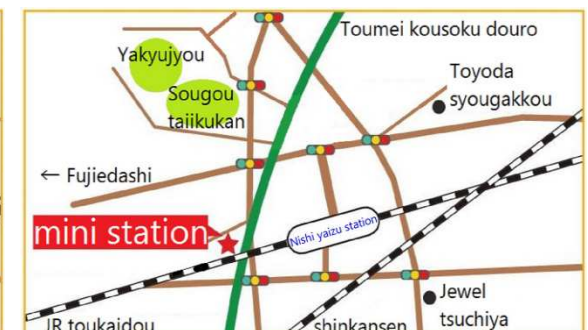 Toumei kousoku douro
Yakyujyou
Toyoda
syougakkou
Sougou
taiikukan
← Fujiedashi
mini station
Nishi yaizu station
Jewel
tsuchiya
JR toukaidou
shinkansen